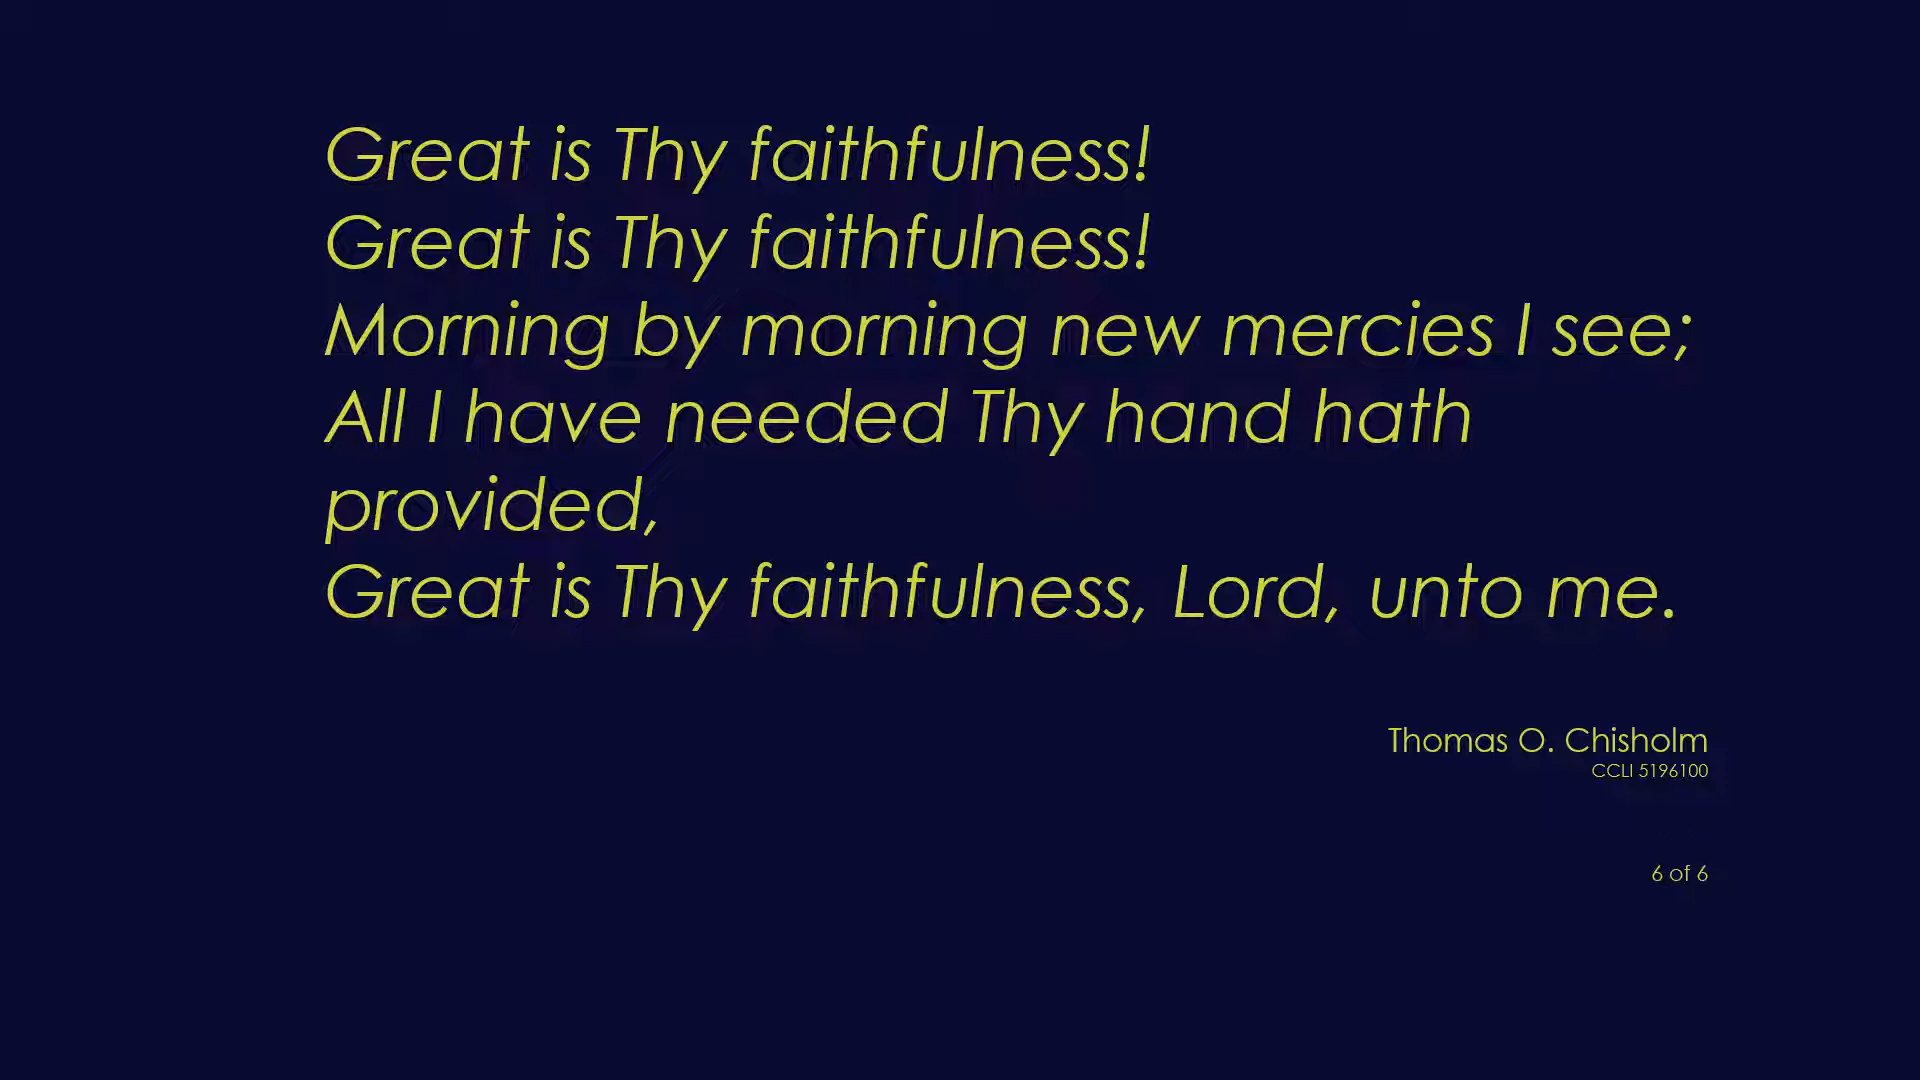 Great is Thy faithfulness!
Great is Thy faithfulness!
Morning by morning new mercies I see;
All I have needed Thy hand hath
provided,
Great is Thy faithfulness, Lord, unto me.
Thomas O. Chisholm
CCLI 5196100
6 of 6